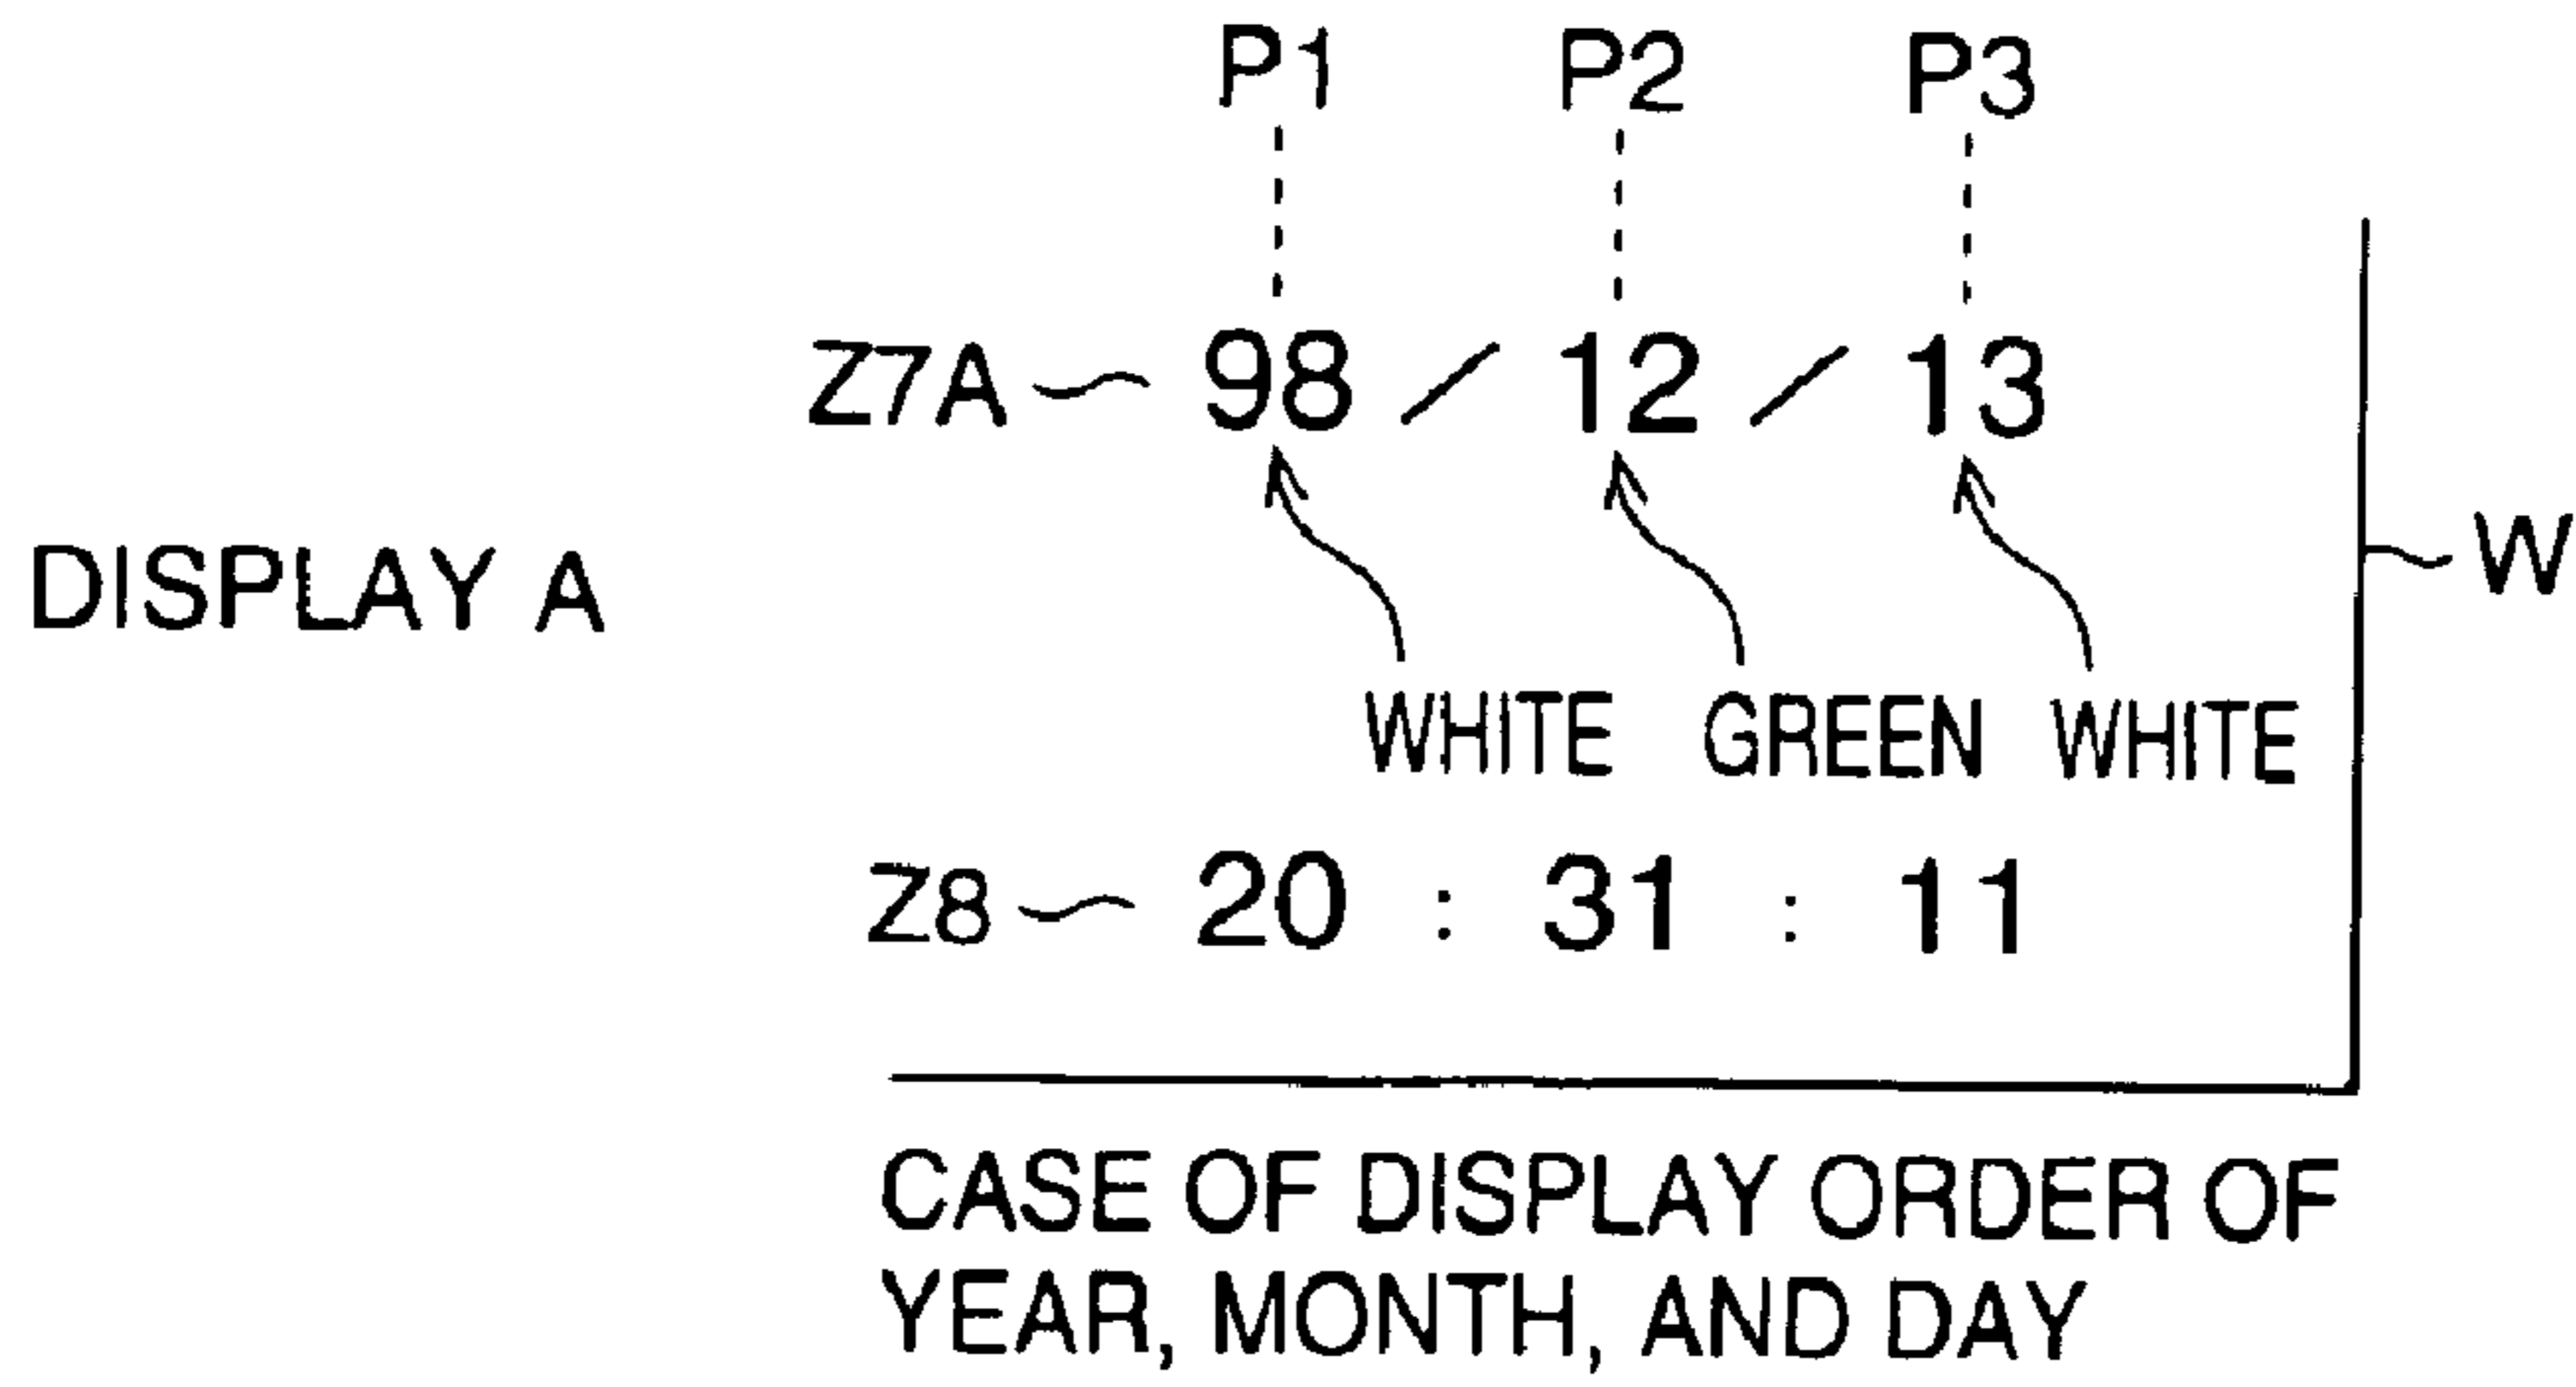 P1 P2 P3
Z7A 98 / 12 / 13
DISPLAY A
W
WHITE GREEN WHITE
Z8 20 : 31 : 11
CASE OF DISPLAY ORDER OF
YEAR, MONTH, AND DAY